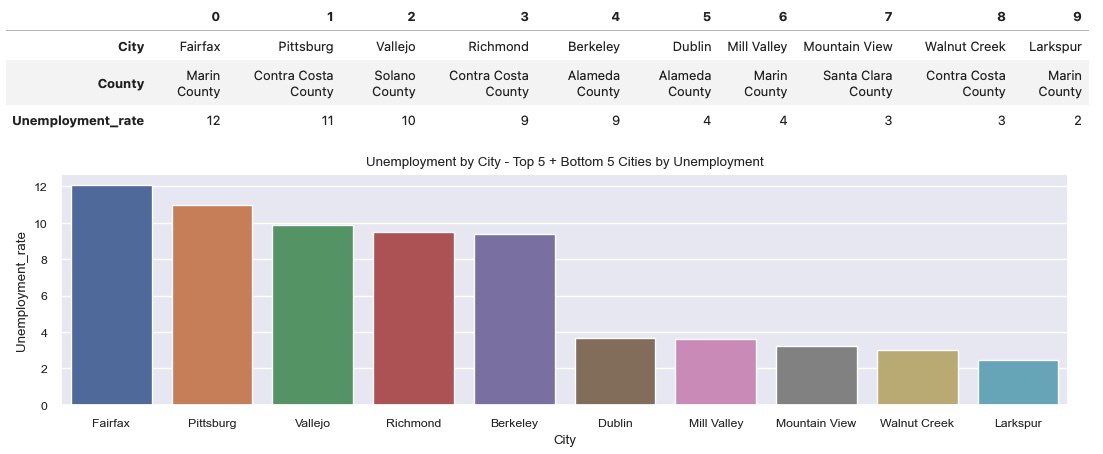 0 1 2 3 4 5 6 7 8 9
City Fairfax Pittsburg Vallejo Richmond Berkeley Dublin Mill Valley Mountain View Walnut Creek Larkspur
County Marin County Contra Costa County Solano County Contra Costa County Alameda County Alameda County Marin County Santa Clara County Contra Costa County Marin County
Unemployment_rate 12 11 10 9 9 4 4 3 3 2
Unemployment by City - Top 5 + Bottom 5 Cities by Unemployment
Unemployment_rate
12
10
8
6
4
2
0
Fairfax Pittsburg Vallejo Richmond Berkeley Dublin Mill Valley Mountain View Walnut Creek Larkspur
City